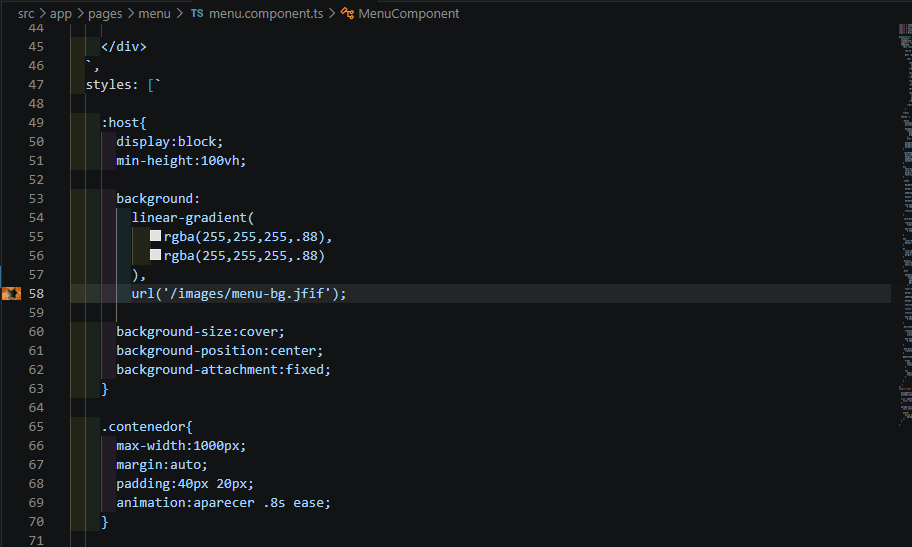 src > app > pages > menu > TS menu.component.ts > MenuComponent
44
45 </div>
46 `,
47 styles: [`
48
49 :host{
50 display:block;
51 min-height:100vh;
52
53 background:
54 linear-gradient(
55 rgba(255,255,255,.88),
56 rgba(255,255,255,.88)
57 ),
58 url('/images/menu-bg.jfif');
59
60 background-size:cover;
61 background-position:center;
62 background-attachment:fixed;
63 }
64
65 .contenedor{
66 max-width:1000px;
67 margin:auto;
68 padding:40px 20px;
69 animation:aparecer .8s ease;
70 }
71